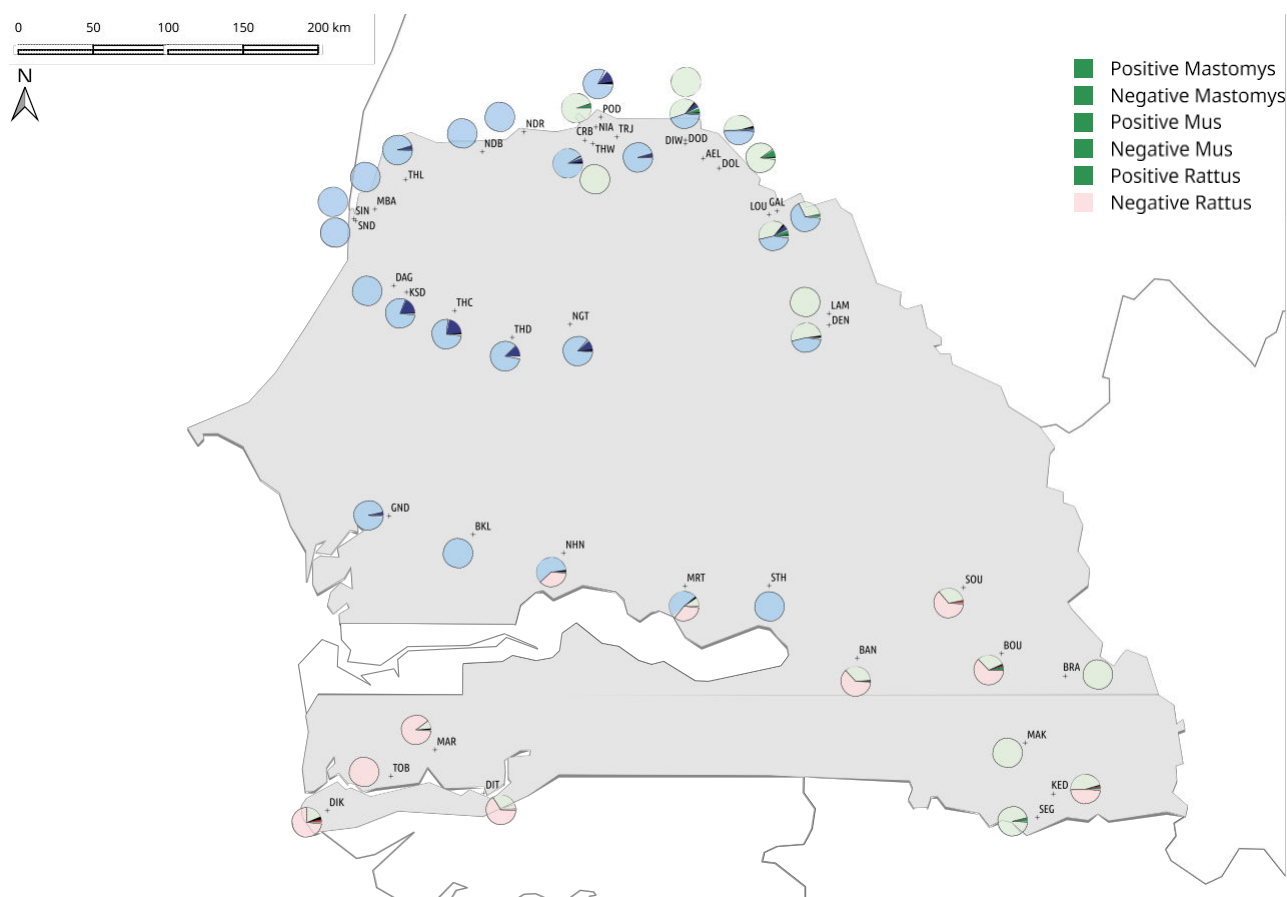 0 50 100 150 200 km
N
Positive Mastomys
Negative Mastomys
Positive Mus
Negative Mus
Positive Rattus
Negative Rattus
POD
NDR
NIA
CRB
TRJ
THW
NDB
DIW
DOD
AEL
DOL
THL
MBA
SIN
SND
LOU
GAL
DAG
KSD
THC
THD
NGT
LAM
DEN
GND
BKL
NHN
MRT
STH
SOU
BAN
BOU
BRA
MAR
TOB
MAK
DIT
KED
DIK
SEG